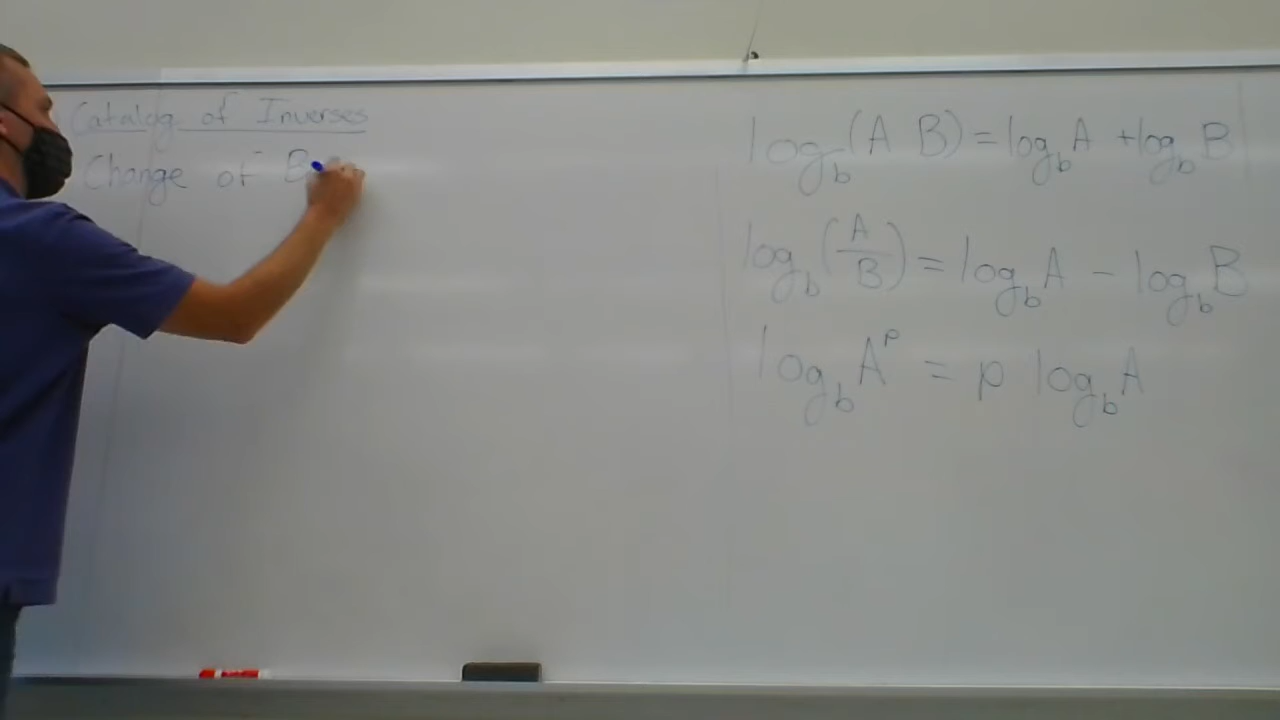 Catalog of Inverses
Change of B
log_b(A B) = log_b A + log_b B
log_b(A/B) = log_b A - log_b B
log_b A^p = p log_b A